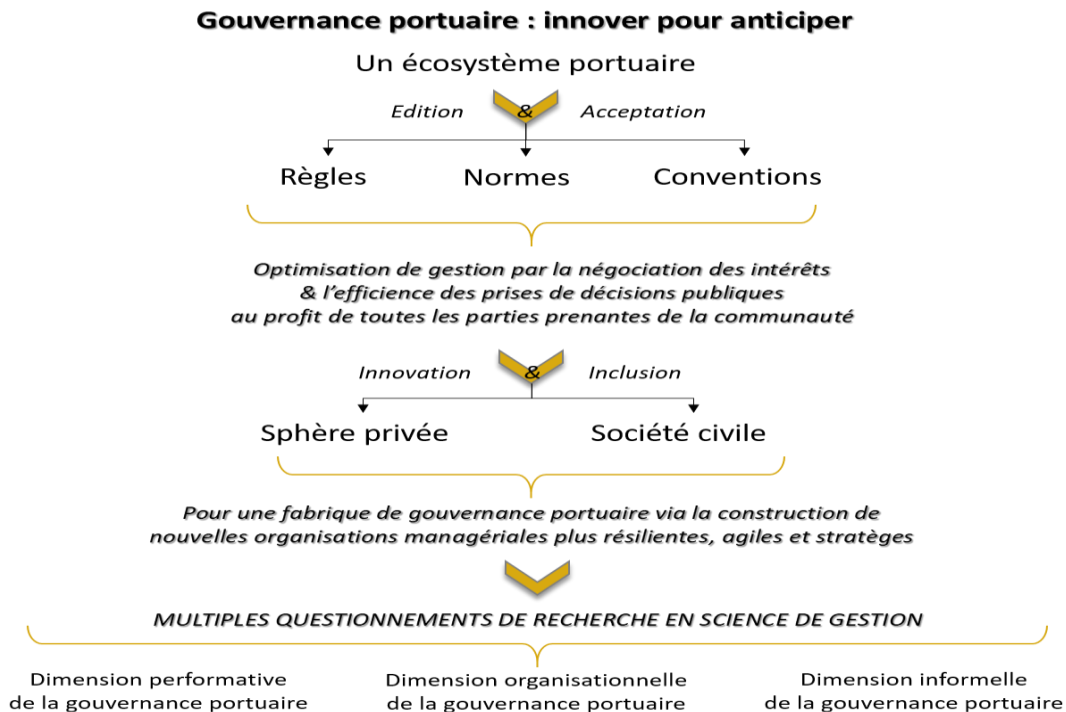 Gouvernance portuaire : innover pour anticiper
Un écosystème portuaire
Edition & Acceptation
Règles Normes Conventions
Optimisation de gestion par la négociation des intérêts
& l’efficience des prises de décisions publiques
au profit de toutes les parties prenantes de la communauté
Innovation & Inclusion
Sphère privée Société civile
Pour une fabrique de gouvernance portuaire via la construction de
nouvelles organisations managériales plus résilientes, agiles et stratèges
MULTIPLES QUESTIONNEMENTS DE RECHERCHE EN SCIENCE DE GESTION
Dimension performative
de la gouvernance portuaire
Dimension organisationnelle
de la gouvernance portuaire
Dimension informelle
de la gouvernance portuaire